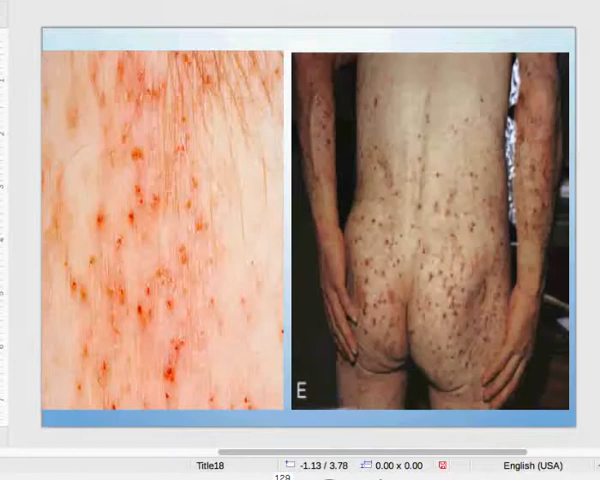 E
Title18
-1.13 / 3.78
0.00 x 0.00
English (USA)
129